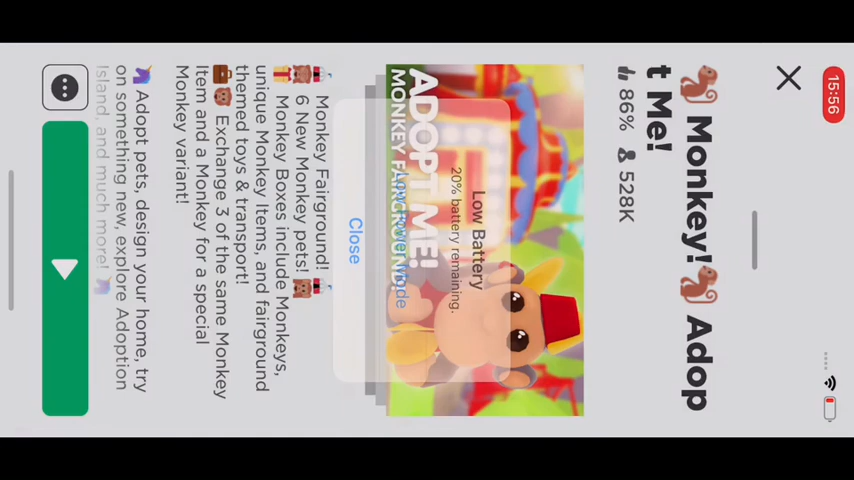 15:56
🐒 Monkey! 🐒 Adop
t Me!
86% 528K
ADOPT ME!
MONKEY FAIRGROUND
Low Battery
20% battery remaining.
Low Power Mode
Close
Monkey Fairground!
6 New Monkey pets!
Monkey Boxes include Monkeys,
unique Monkey Items, and fairground
themed toys & transport!
Exchange 3 of the same Monkey
Item and a Monkey for a special
Monkey variant!
Adopt pets, design your home, try
on something new, explore Adoption
Island, and much more!